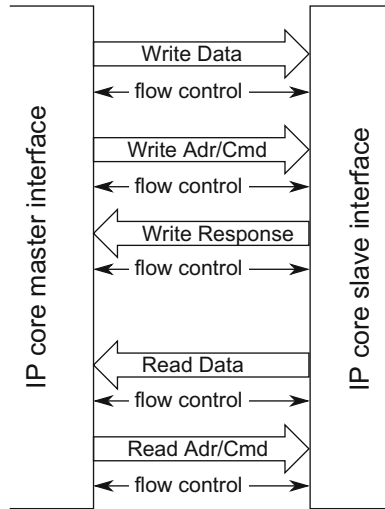 IP core master interface
Write Data
flow control
Write Adr/Cmd
flow control
Write Response
flow control
Read Data
flow control
Read Adr/Cmd
flow control
IP core slave interface